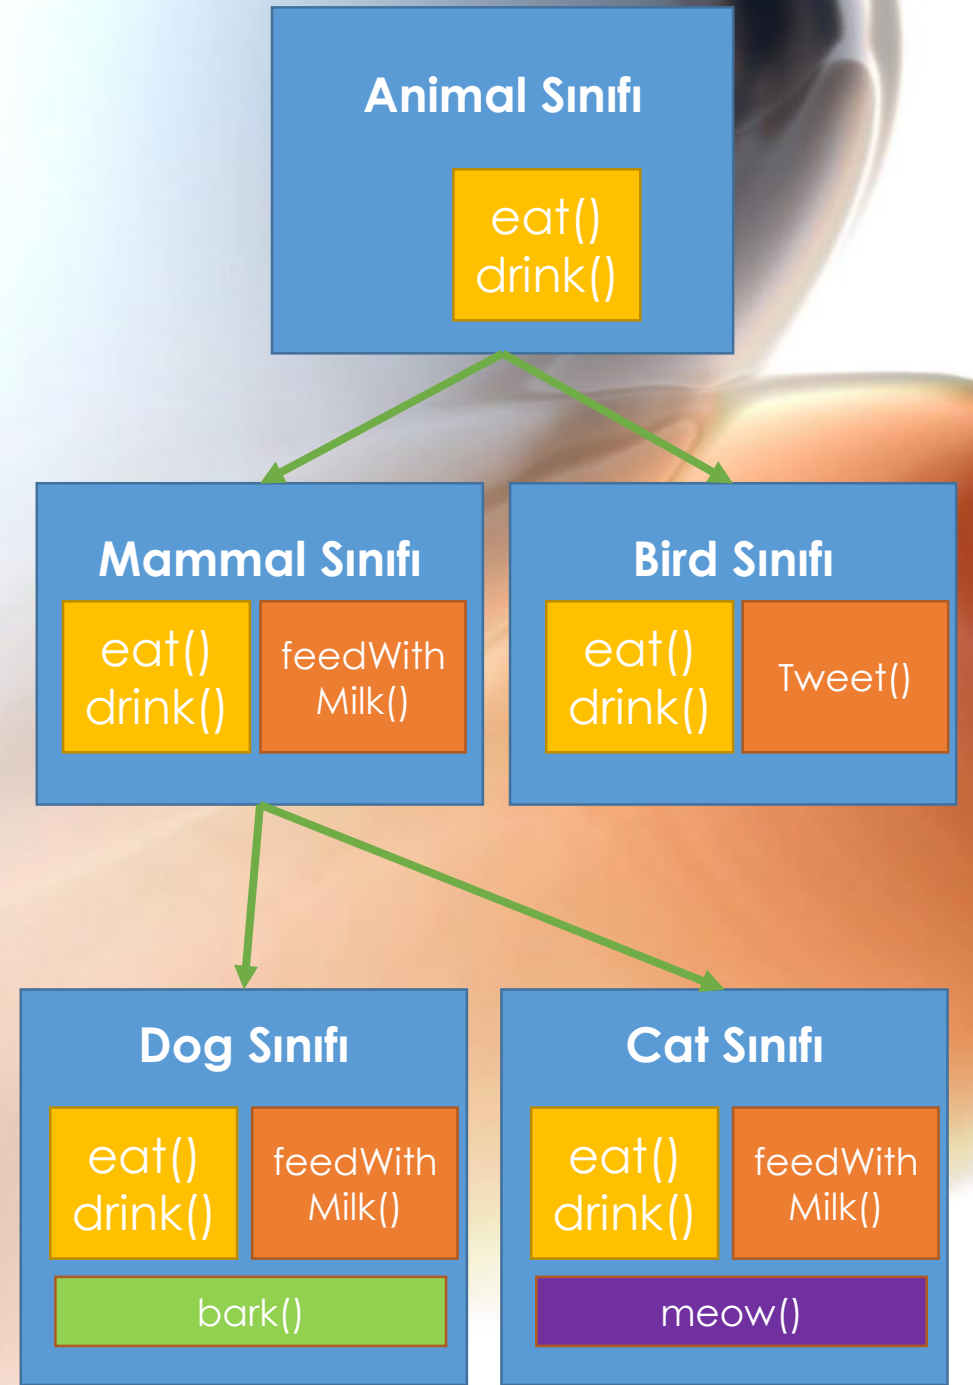 Animal Sınıfı
eat()
drink()
Mammal Sınıfı
eat()
drink()
feedWith
Milk()
Bird Sınıfı
eat()
drink()
Tweet()
Dog Sınıfı
eat()
drink()
feedWith
Milk()
bark()
Cat Sınıfı
eat()
drink()
feedWith
Milk()
meow()